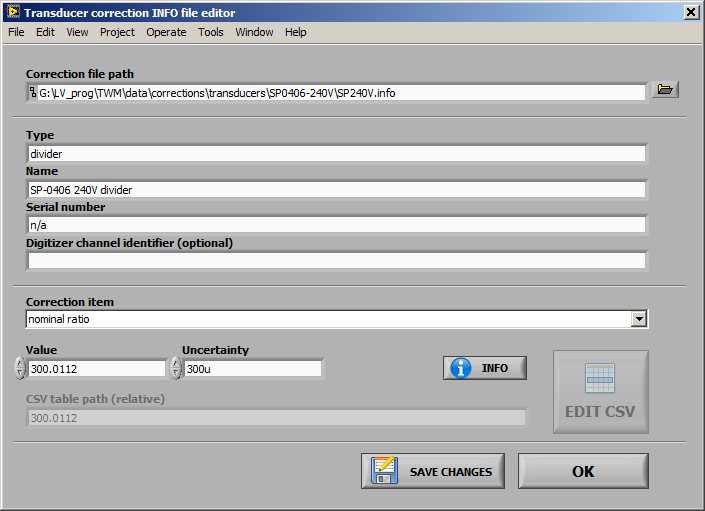 Transducer correction INFO file editor
File Edit View Project Operate Tools Window Help
Correction file path
G:\LV_prog\TWM\data\corrections\transducers\SP0406-240V\SP240V.info
Type
divider
Name
SP-0406 240V divider
Serial number
n/a
Digitizer channel identifier (optional)
Correction item
nominal ratio
Value Uncertainty
300.0112 300u INFO
CSV table path (relative)
300.0112
EDIT CSV
SAVE CHANGES OK